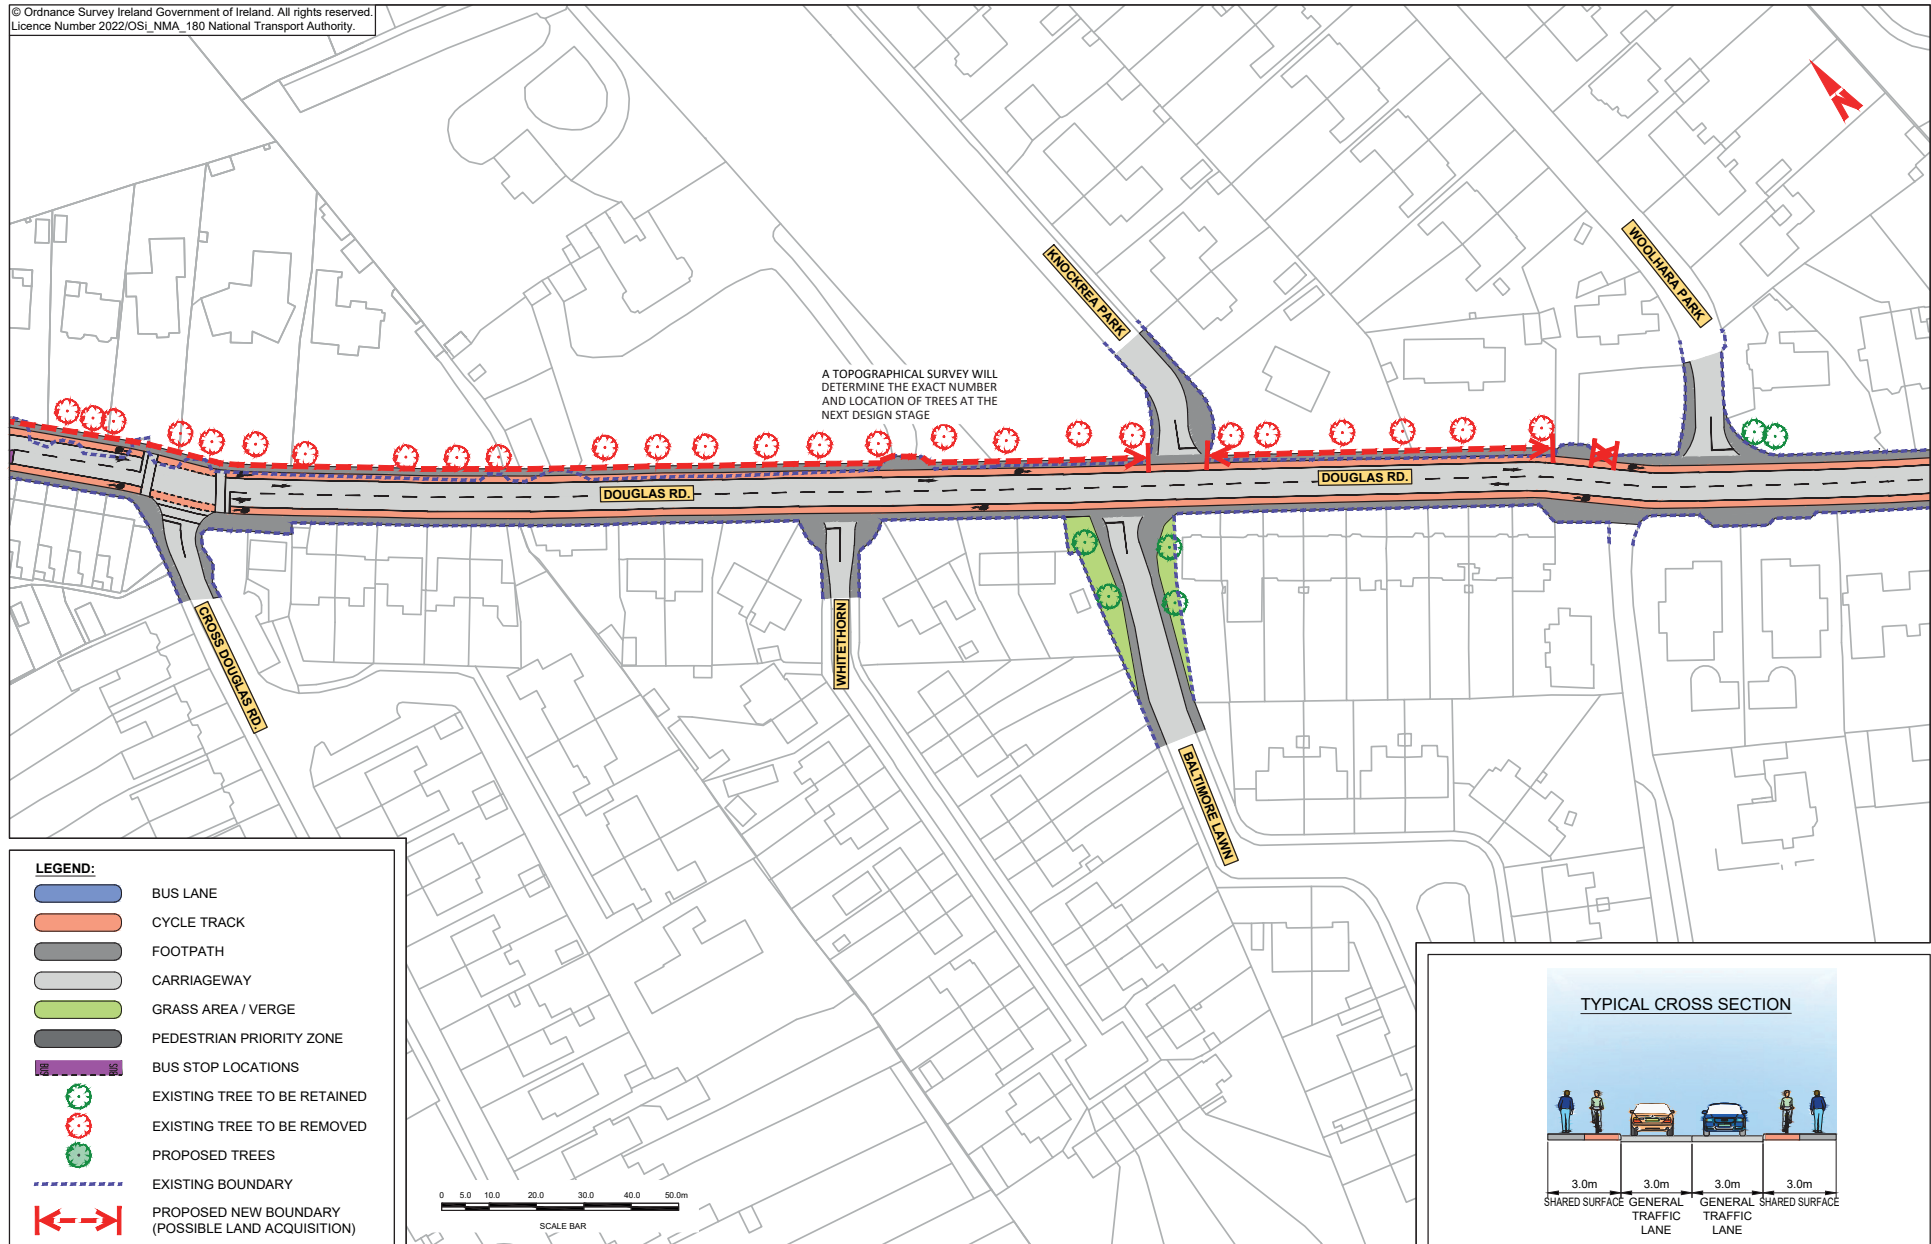 © Ordnance Survey Ireland Government of Ireland. All rights reserved.
Licence Number 2022/OSi_NMA_180 National Transport Authority.
WOOLHARA PARK
KNOCKREA PARK
A TOPOGRAPHICAL SURVEY WILL
DETERMINE THE EXACT NUMBER
AND LOCATION OF TREES AT THE
NEXT DESIGN STAGE
DOUGLAS RD.
DOUGLAS RD.
CROSS DOUGLAS RD.
WHITETHORN
BALTIMORE LAWN
LEGEND:
BUS LANE
CYCLE TRACK
FOOTPATH
CARRIAGEWAY
GRASS AREA / VERGE
PEDESTRIAN PRIORITY ZONE
BUS STOP LOCATIONS
EXISTING TREE TO BE RETAINED
EXISTING TREE TO BE REMOVED
PROPOSED TREES
EXISTING BOUNDARY
PROPOSED NEW BOUNDARY
(POSSIBLE LAND ACQUISITION)
0 5.0 10.0 20.0 30.0 40.0 50.0m
SCALE BAR
TYPICAL CROSS SECTION
3.0m 3.0m 3.0m 3.0m
SHARED SURFACE GENERAL TRAFFIC LANE GENERAL TRAFFIC LANE SHARED SURFACE